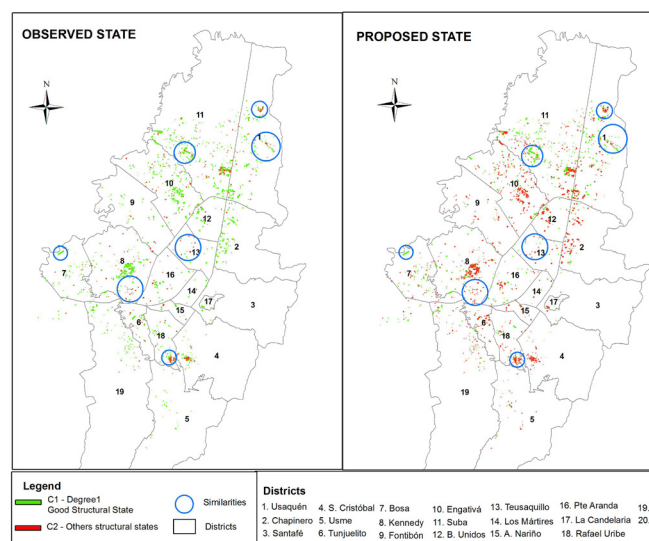 OBSERVED STATE
N
11
1
10
9
12
2
13
7
8
16
14
17
3
15
6
18
4
19
5
PROPOSED STATE
N
11
1
10
9
12
2
13
7
8
16
14
17
3
15
6
18
4
19
5
Legend
C1 - Degree1
Good Structural State
C2 - Others structural states
Similarities
Districts
Districts
1. Usaquén 4. S. Cristóbal 7. Bosa 10. Engativá 13. Teusaquillo 16. Pte Aranda 19.
2. Chapinero 5. Usme 8. Kennedy 11. Suba 14. Los Mártires 17. La Candelaria 20.
3. Santafé 6. Tunjuelito 9. Fontibón 12. B. Unidos 15. A. Nariño 18. Rafael Uribe